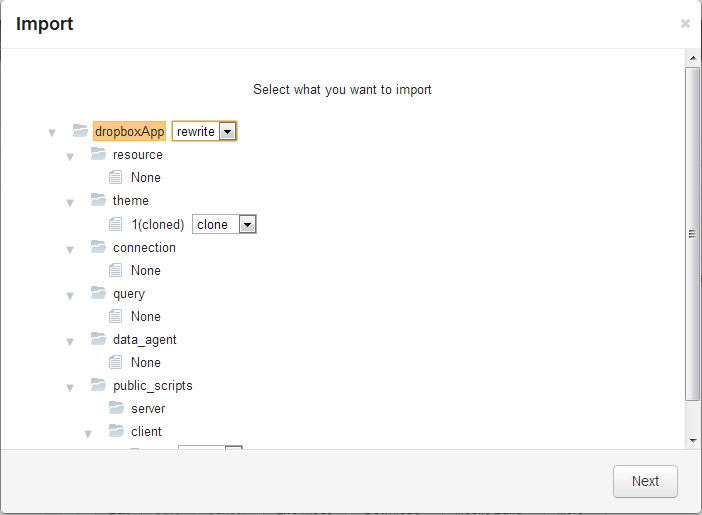 Import
Select what you want to import
dropboxApp rewrite
resource
None
theme
1(cloned) clone
connection
None
query
None
data_agent
None
public_scripts
server
client
Next